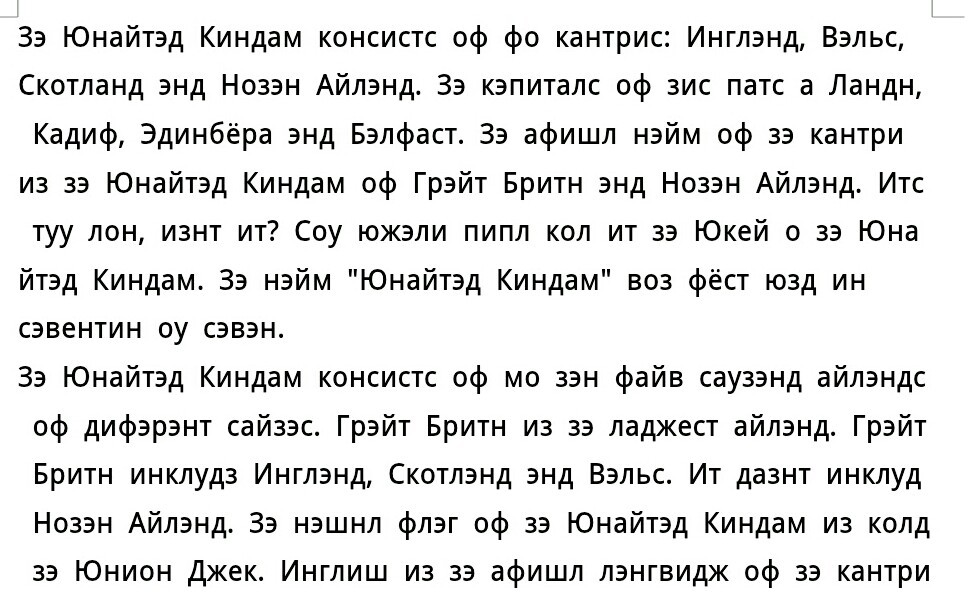 Зэ Юнайтэд Киндам консистс оф фо кантрис: Инглэнд, Вэльс,
Скотланд энд Нозэн Айлэнд. Зэ кэпиталс оф зис патс а Ландн,
Кадиф, Эдинбёра энд Бэлфаст. Зэ афишл нэйм оф зэ кантри
из зэ Юнайтэд Киндам оф Грэйт Бритн энд Нозэн Айлэнд. Итс
туу лон, изнт ит? Соу южэли пипл кол ит зэ Юкей о зэ Юна
йтэд Киндам. Зэ нэйм "Юнайтэд Киндам" воз фёст юзд ин
сэвентин оу сэвэн.
Зэ Юнайтэд Киндам консистс оф мо зэн файв саузэнд айлэндс
оф дифэрэнт сайзэс. Грэйт Бритн из зэ ладжест айлэнд. Грэйт
Бритн инклудз Инглэнд, Скотлэнд энд Вэльс. Ит дазнт инклуд
Нозэн Айлэнд. Зэ нэшнл флэг оф зэ Юнайтэд Киндам из колд
зэ Юнион Джек. Инглиш из зэ афишл лэнгвидж оф зэ кантри